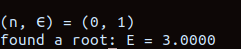 (n, ∈) = (0, 1)
found a root: E = 3.0000